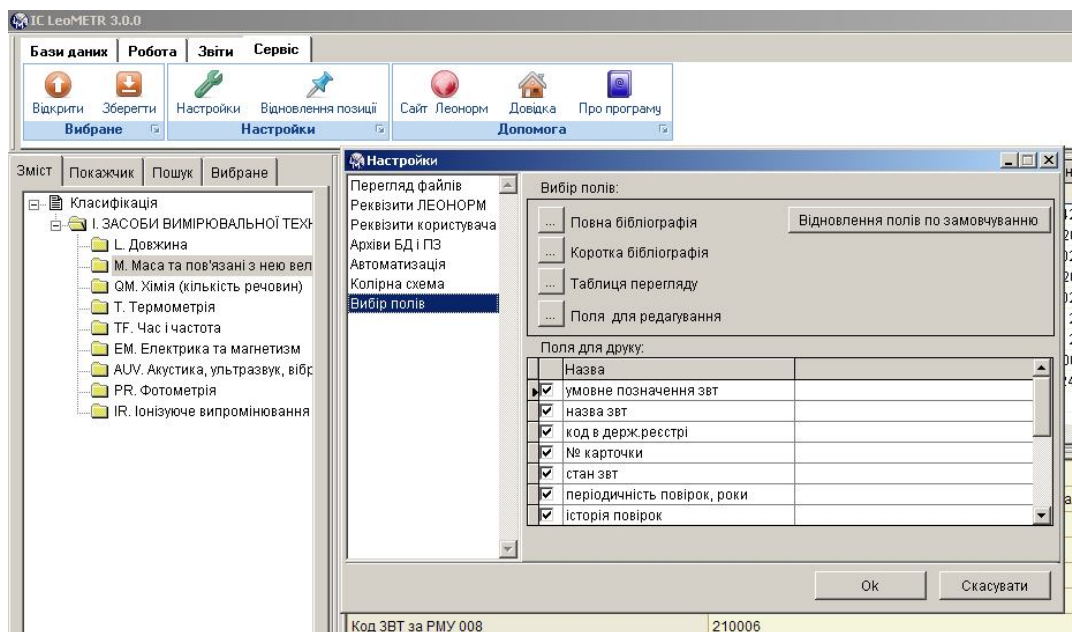 IC LeoMETR 3.0.0
Бази даних Робота Звіти Сервіс
Відкрити Зберегти Настройки Відновлення позиції Сайт Леонорм Довідка Про програму
Вибране Настройки Допомога
Зміст Покажчик Пошук Вибране
Класифікація
І. ЗАСОБИ ВИМІРЮВАЛЬНОЇ ТЕХН
L. Довжина
M. Маса та пов'язані з нею вел
QM. Хімія (кількість речовин)
T. Термометрія
TF. Час і частота
EM. Електрика та магнетизм
AUV. Акустика, ультразвук, вібр
PR. Фотометрія
IR. Іонізуюче випромінювання
Настройки
Перегляд файлів
Реквізити ЛЕОНОРМ
Реквізити користувача
Архіви БД і ПЗ
Автоматизація
Колірна схема
Вибір полів
Вибір полів:
... Повна бібліографія Відновлення полів по замовчуванню
... Коротка бібліографія
... Таблиця перегляду
... Поля для редагування
Поля для друку:
Назва
умовне позначення звт
назва звт
код в держ.реєстрі
№ карточки
стан звт
періодичність повірок, роки
історія повірок
Ok Скасувати
Код ЗВТ за РМУ 008 210006